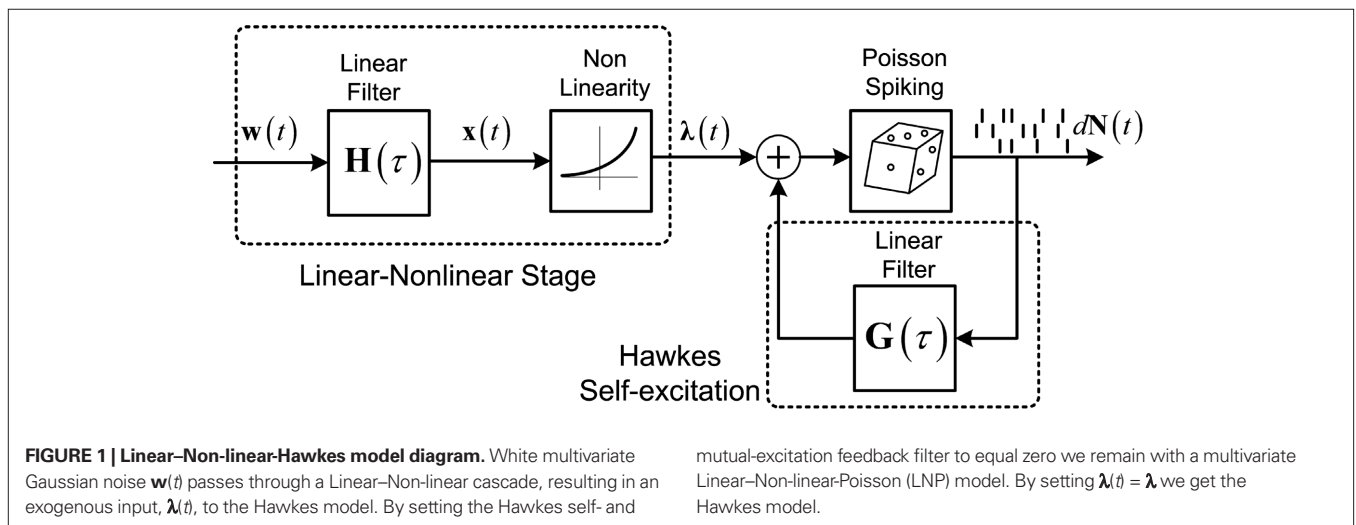 Linear
Filter
Non
Linearity
Poisson
Spiking
w(t)
H(τ)
x(t)
λ(t)
+
dN(t)
Linear-Nonlinear Stage
Linear
Filter
G(τ)
Hawkes
Self-excitation
FIGURE 1 | Linear–Non-linear-Hawkes model diagram. White multivariate
Gaussian noise w(t) passes through a Linear–Non-linear cascade, resulting in an
exogenous input, λ(t), to the Hawkes model. By setting the Hawkes self- and
mutual-excitation feedback filter to equal zero we remain with a multivariate
Linear–Non-linear-Poisson (LNP) model. By setting λ(t) = λ we get the
Hawkes model.